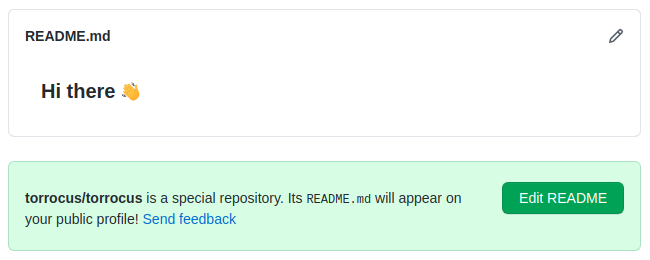 README.md
Hi there 👋
torrocus/torrocus is a special repository. Its README.md will appear on
your public profile! Send feedback
Edit README